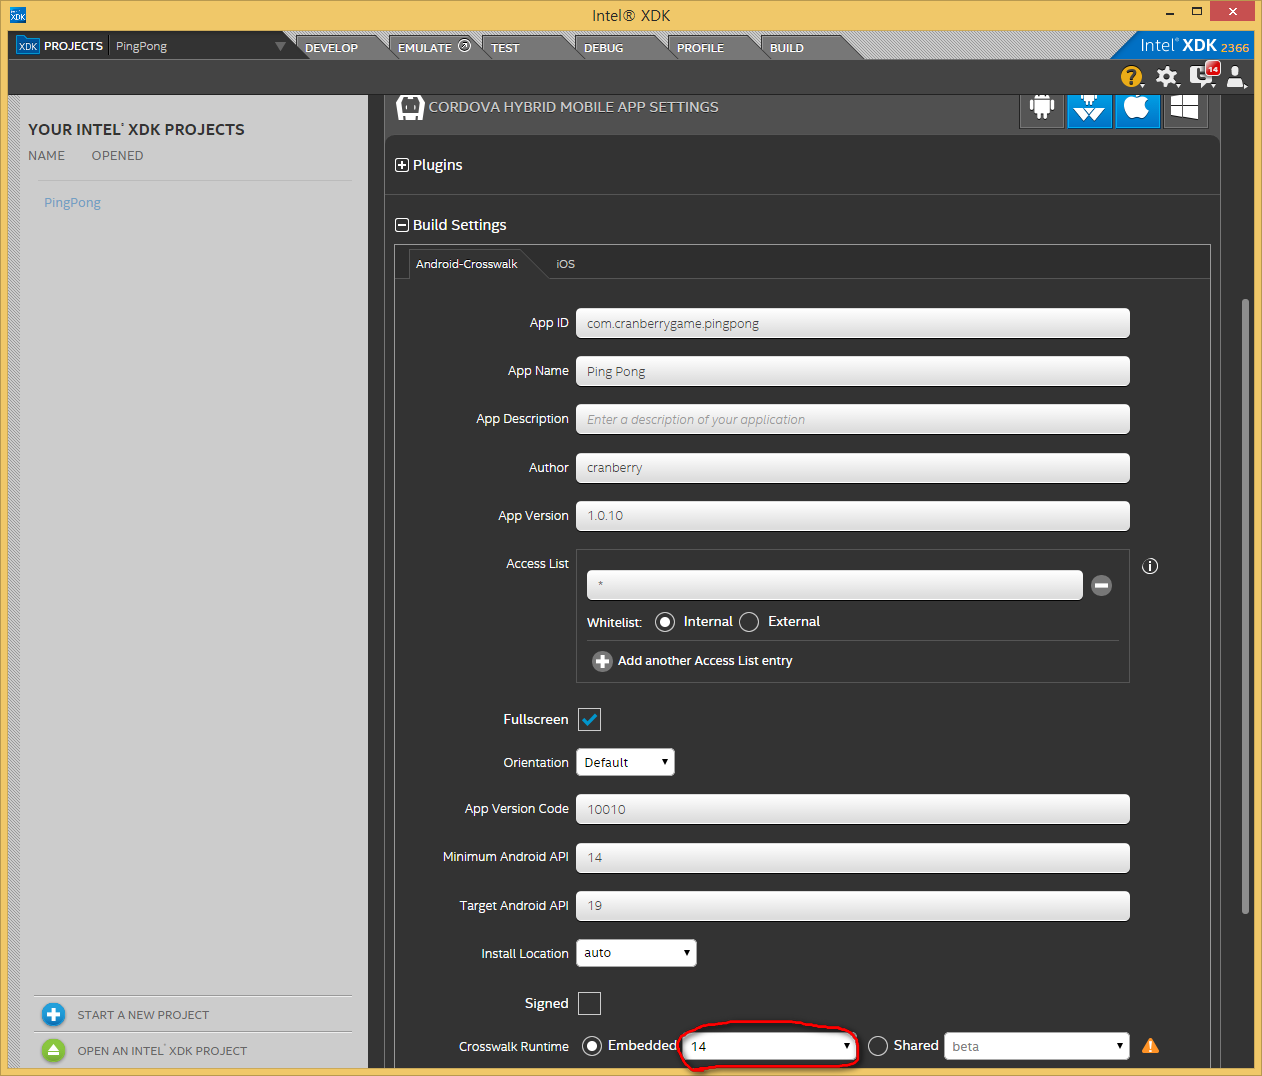 Intel® XDK
XDK PROJECTS PingPong DEVELOP EMULATE TEST DEBUG PROFILE BUILD Intel® XDK 2366
? 14
YOUR INTEL® XDK PROJECTS
NAME OPENED
PingPong
START A NEW PROJECT
OPEN AN INTEL® XDK PROJECT
CORDOVA HYBRID MOBILE APP SETTINGS
Plugins
Build Settings
Android-Crosswalk iOS
App ID com.cranberrygame.pingpong
App Name Ping Pong
App Description Enter a description of your application
Author cranberry
App Version 1.0.10
Access List *
Whitelist: Internal External
Add another Access List entry
Fullscreen
Orientation Default
App Version Code 10010
Minimum Android API 14
Target Android API 19
Install Location auto
Signed
Crosswalk Runtime Embedded 14 Shared beta